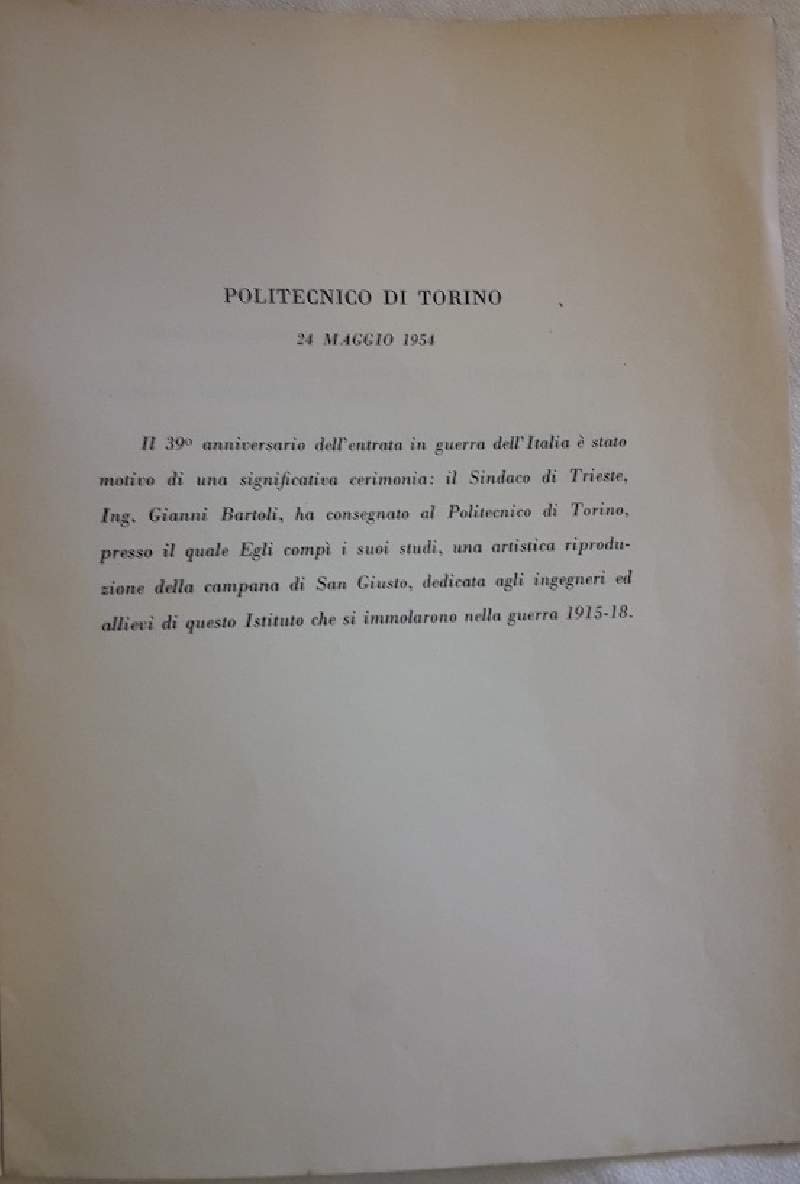 POLITECNICO DI TORINO
24 MAGGIO 1954
Il 39° anniversario dell'entrata in guerra dell'Italia è stato
motivo di una significativa cerimonia: il Sindaco di Trieste,
Ing. Gianni Bartoli, ha consegnato al Politecnico di Torino,
presso il quale Egli compì i suoi studi, una artistica riprodu-
zione della campana di San Giusto, dedicata agli ingegneri ed
allievi di questo Istituto che si immolarono nella guerra 1915-18.